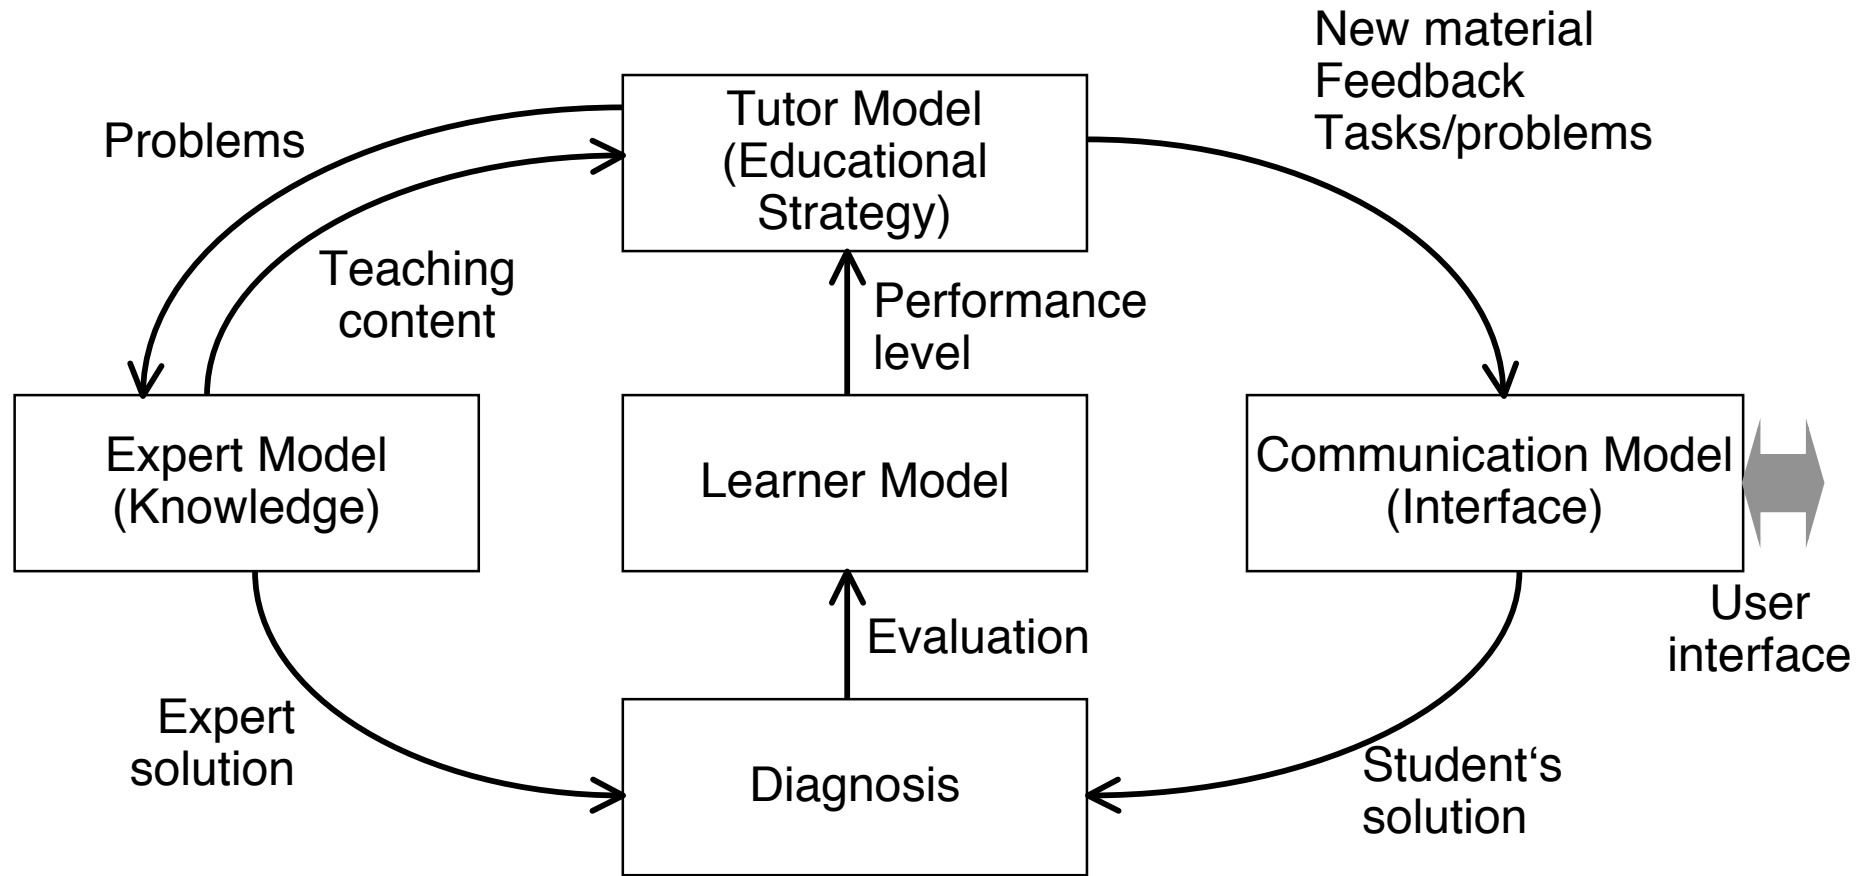 New material
Feedback
Tasks/problems
Problems
Tutor Model
(Educational
Strategy)
Teaching
content
Performance
level
Expert Model
(Knowledge)
Learner Model
Communication Model
(Interface)
User
interface
Evaluation
Expert
solution
Diagnosis
Student‘s
solution